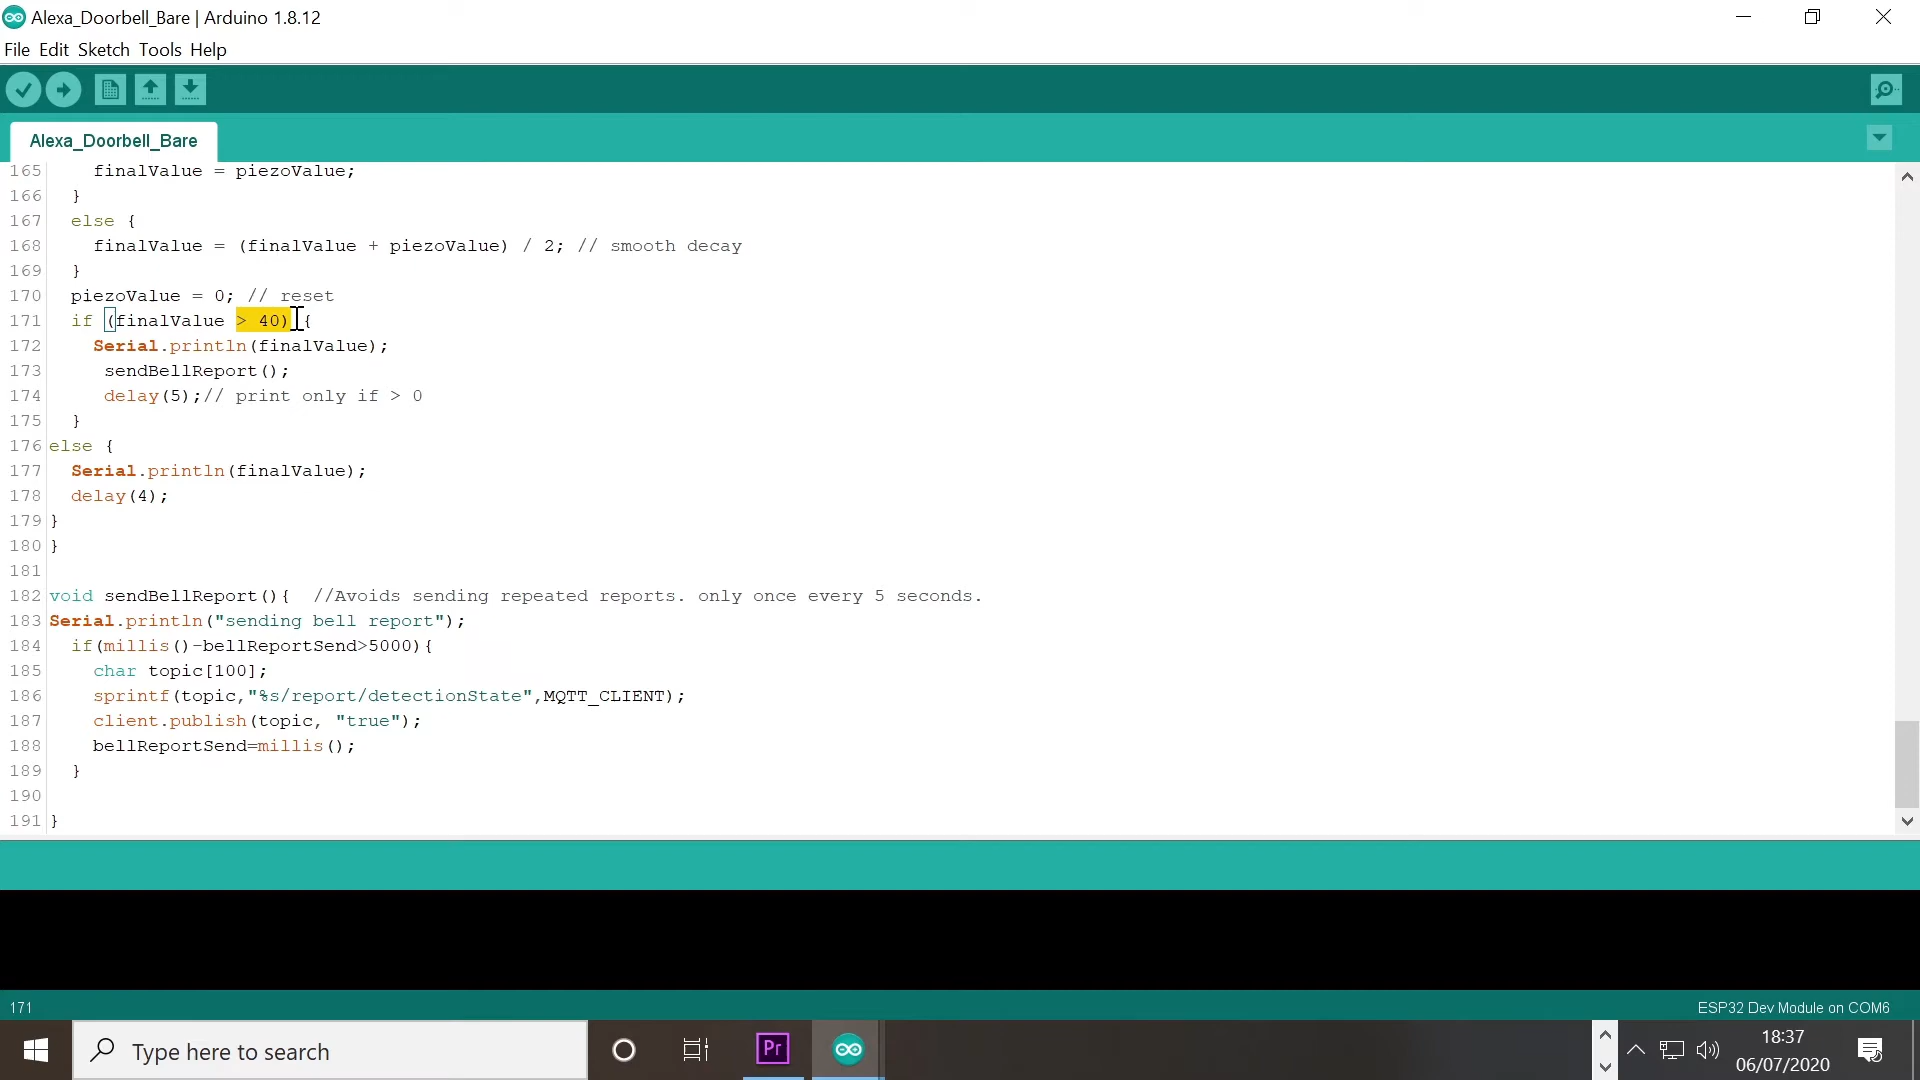 Alexa_Doorbell_Bare | Arduino 1.8.12
File Edit Sketch Tools Help
Alexa_Doorbell_Bare
165 finalValue = piezoValue;
166 }
167 else {
168 finalValue = (finalValue + piezoValue) / 2; // smooth decay
169 }
170 piezoValue = 0; // reset
171 if (finalValue > 40) {
172 Serial.println(finalValue);
173 sendBellReport();
174 delay(5);// print only if > 0
175 }
176 else {
177 Serial.println(finalValue);
178 delay(4);
179 }
180 }
181
182 void sendBellReport(){ //Avoids sending repeated reports. only once every 5 seconds.
183 Serial.println("sending bell report");
184 if(millis()-bellReportSend>5000){
185 char topic[100];
186 sprintf(topic,"%s/report/detectionState",MQTT_CLIENT);
187 client.publish(topic, "true");
188 bellReportSend=millis();
189 }
190
191 }
171 ESP32 Dev Module on COM6
Type here to search
Pr
18:37
06/07/2020